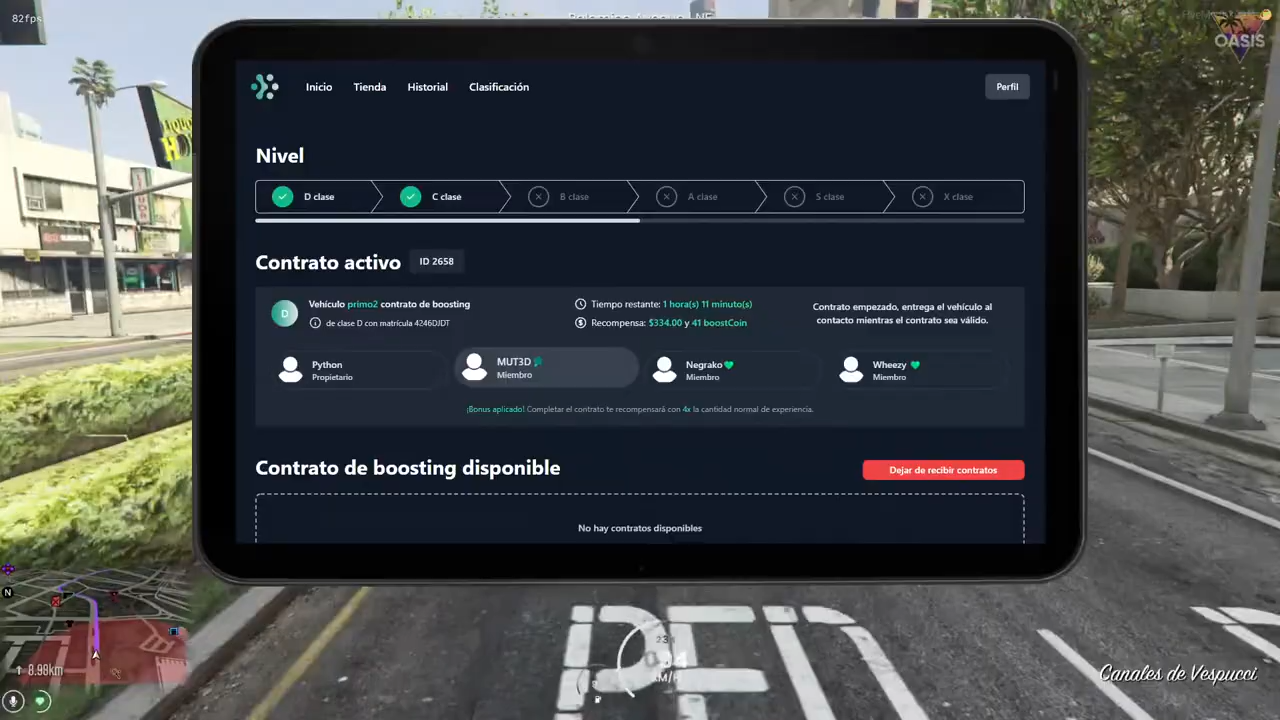 82fps
OASIS
Inicio
Tienda
Historial
Clasificación
Perfil
Nivel
D clase
C clase
B clase
A clase
S clase
X clase
Contrato activo
ID 2658
D
Vehículo primo2 contrato de boosting
de clase D con matrícula 4246DJDT
Tiempo restante: 1 hora(s) 11 minuto(s)
Recompensa: $334.00 y 41 boostCoin
Contrato empezado, entrega el vehículo al
contacto mientras el contrato sea válido.
Python
Propietario
MUT3D
Miembro
Negrako
Miembro
Wheezy
Miembro
¡Bonus aplicado! Completar el contrato te recompensará con 4x la cantidad normal de experiencia.
Contrato de boosting disponible
Dejar de recibir contratos
No hay contratos disponibles
N
8.98km
Canales de Vespucci